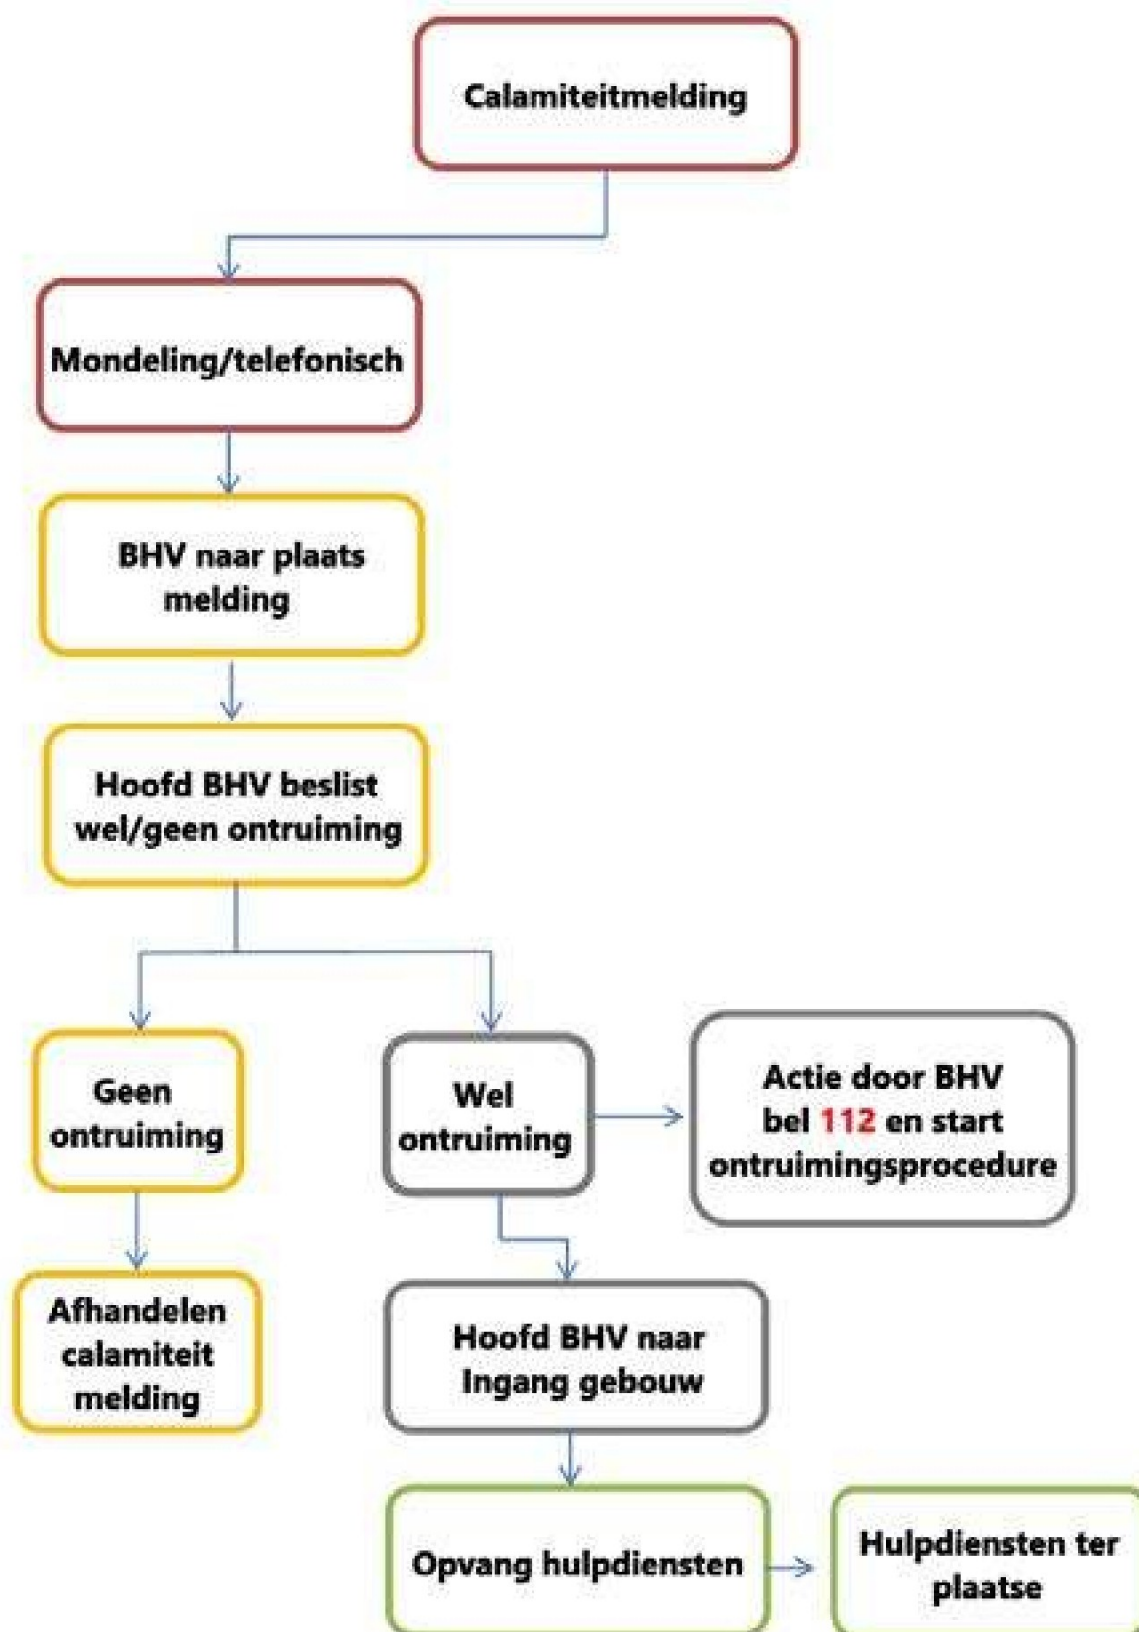 Calamiteitmelding
Mondeling/telefonisch
BHV naar plaats
melding
Hoofd BHV beslist
wel/geen ontruiming
Geen
ontruiming
Wel
ontruiming
Actie door BHV
bel 112 en start
ontruimingsprocedure
Afhandelen
calamiteit
melding
Hoofd BHV naar
Ingang gebouw
Opvang hulpdiensten
Hulpdiensten ter
plaatse